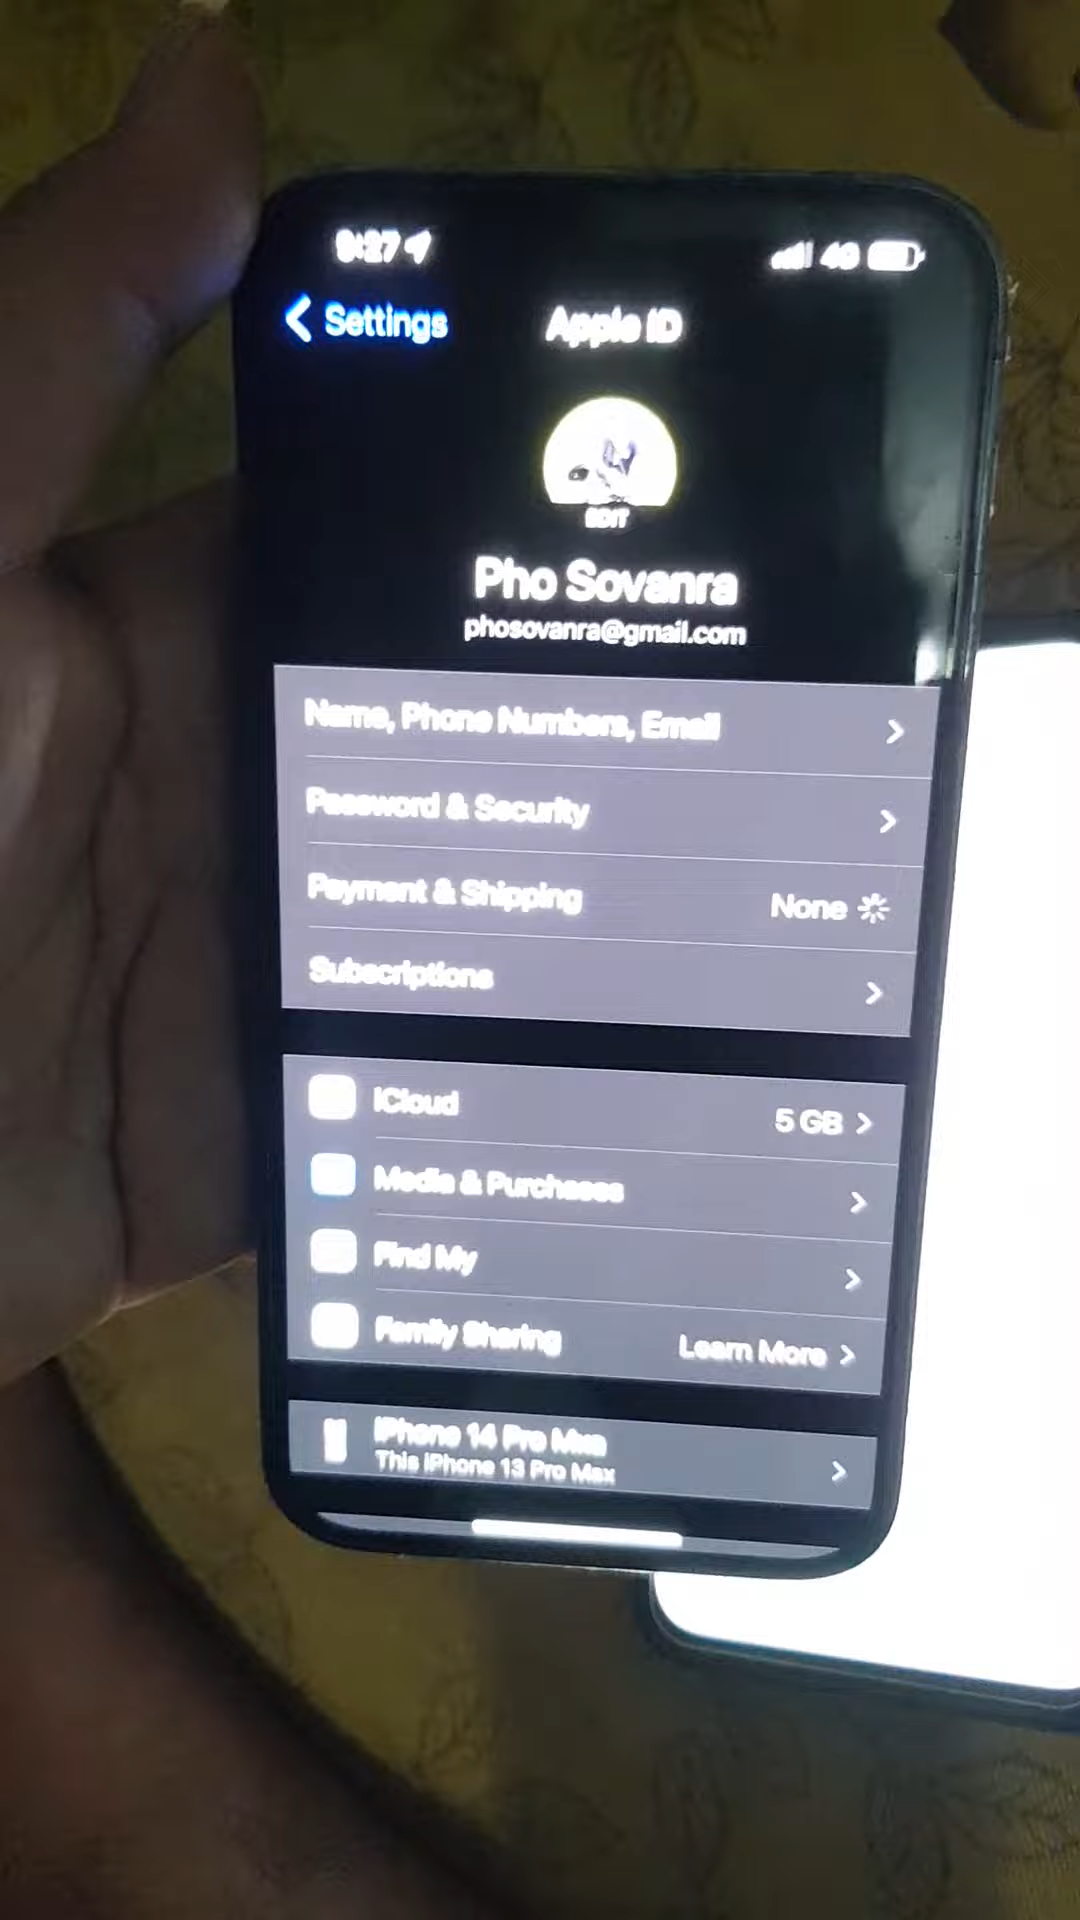 9:27
4G
Settings
Apple ID
EDIT
Pho Sovanra
phosovanra@gmail.com
Name, Phone Numbers, Email
Password & Security
Payment & Shipping None
Subscriptions
iCloud 5 GB
Media & Purchases
Find My
Family Sharing Learn More
iPhone 14 Pro Max
This iPhone 13 Pro Max